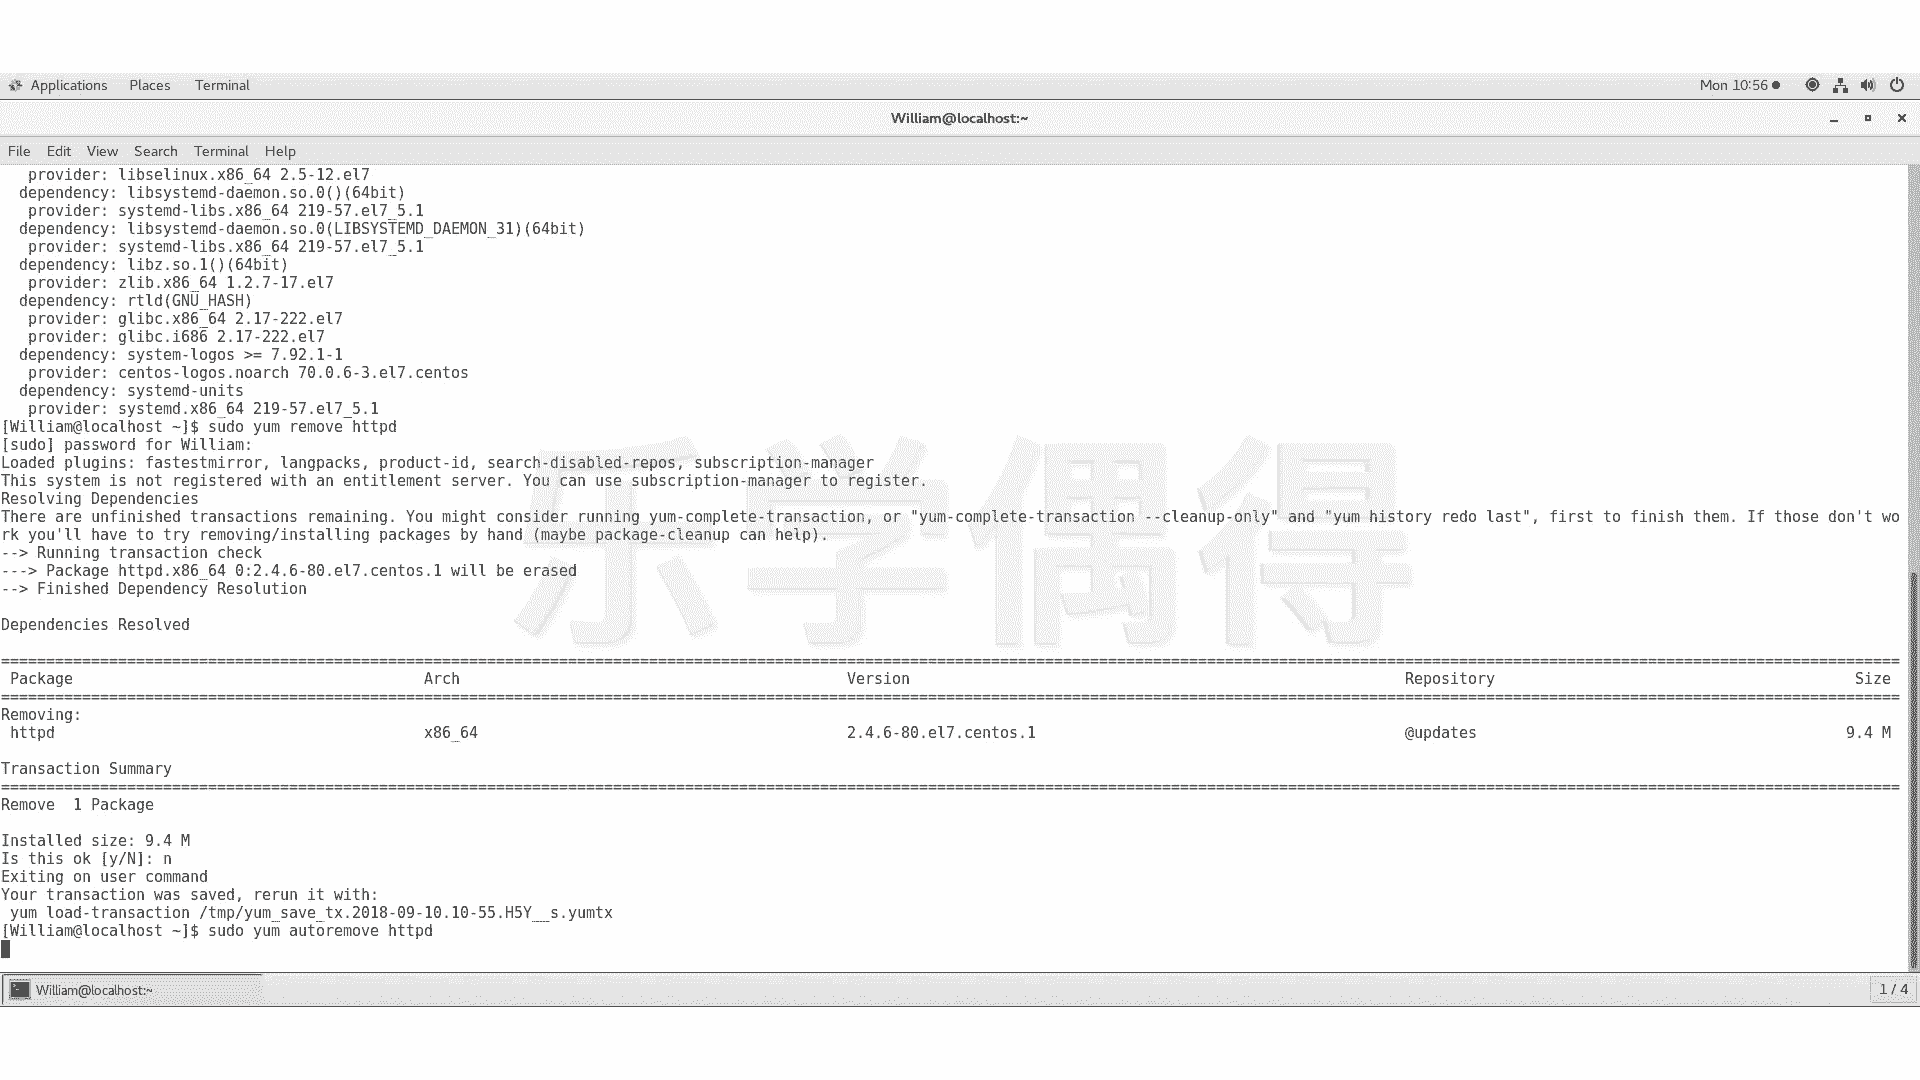 Applications Places Terminal Mon 10:56
William@localhost:~
File Edit View Search Terminal Help
provider: libselinux.x86_64 2.5-12.el7
dependency: libsystemd-daemon.so.0()(64bit)
provider: systemd-libs.x86_64 219-57.el7_5.1
dependency: libsystemd-daemon.so.0(LIBSYSTEMD_DAEMON_31)(64bit)
provider: systemd-libs.x86_64 219-57.el7_5.1
dependency: libz.so.1()(64bit)
provider: zlib.x86_64 1.2.7-17.el7
dependency: rtld(GNU_HASH)
provider: glibc.x86_64 2.17-222.el7
provider: glibc.i686 2.17-222.el7
dependency: system-logos >= 7.92.1-1
provider: centos-logos.noarch 70.0.6-3.el7.centos
dependency: systemd-units
provider: systemd.x86_64 219-57.el7_5.1
[William@localhost ~]$ sudo yum remove httpd
[sudo] password for William:
Loaded plugins: fastestmirror, langpacks, product-id, search-disabled-repos, subscription-manager
This system is not registered with an entitlement server. You can use subscription-manager to register.
Resolving Dependencies
There are unfinished transactions remaining. You might consider running yum-complete-transaction, or "yum-complete-transaction --cleanup-only" and "yum history redo last", first to finish them. If those don't wo
rk you'll have to try removing/installing packages by hand (maybe package-cleanup can help).
--> Running transaction check
---> Package httpd.x86_64 0:2.4.6-80.el7.centos.1 will be erased
--> Finished Dependency Resolution
乐学偶得
Dependencies Resolved
Package Arch Version Repository Size
Removing:
httpd x86_64 2.4.6-80.el7.centos.1 @updates 9.4 M
Transaction Summary
Remove 1 Package
Installed size: 9.4 M
Is this ok [y/N]: n
Exiting on user command
Your transaction was saved, rerun it with:
yum load-transaction /tmp/yum_save_tx.2018-09-10.10-55.H5Y__s.yumtx
[William@localhost ~]$ sudo yum autoremove httpd
William@localhost:~ 1 / 4